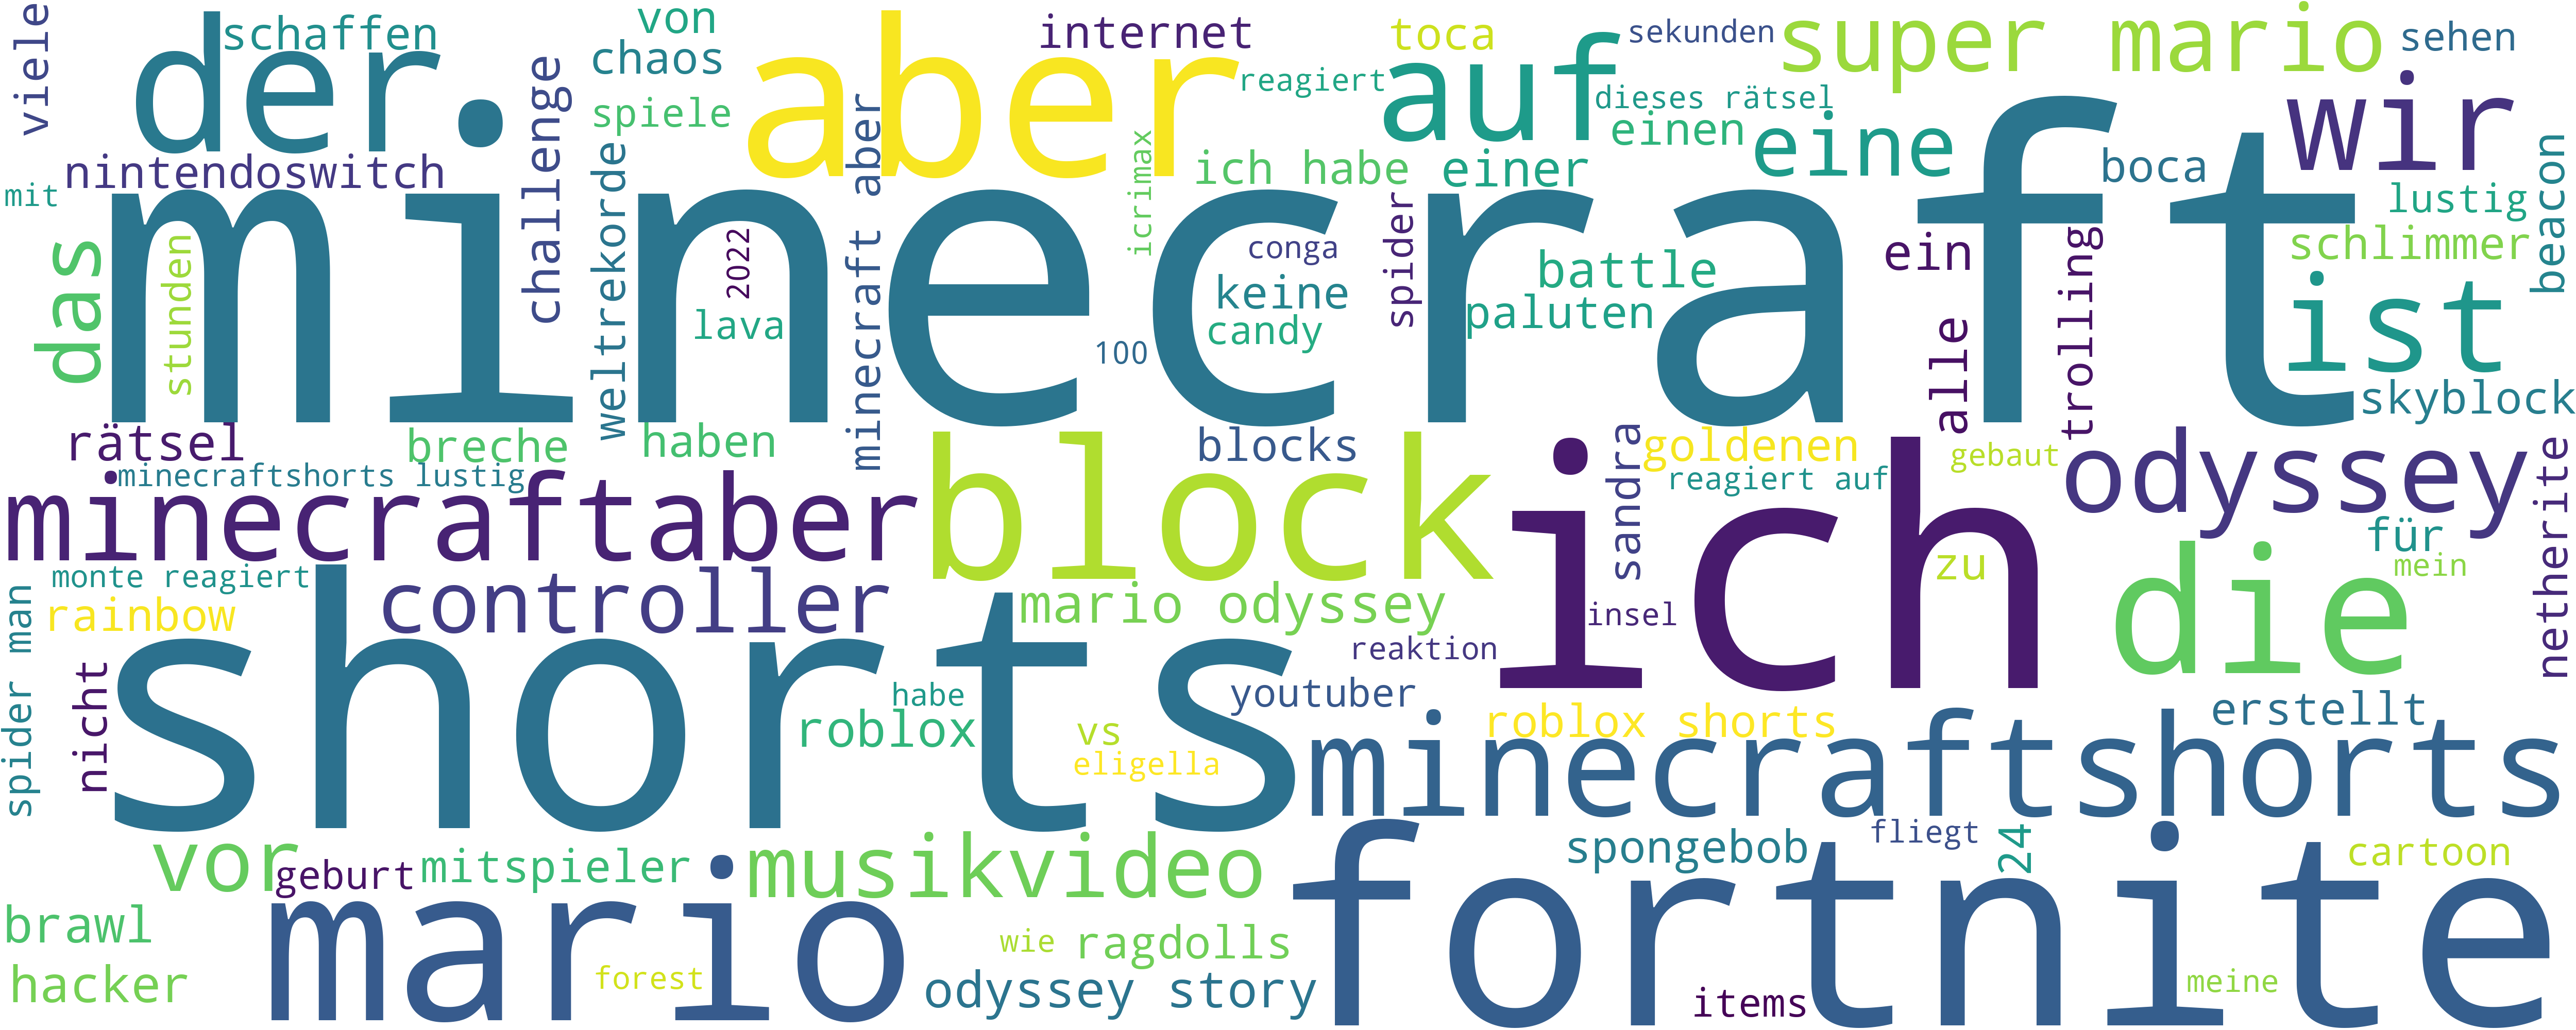 viele
der
schaffen
von
chaos
spiele
aber
internet
reagiert
toca
auf
sekunden
dieses rätsel
einen
super mario
sehen
wir
nintendoswitch
mit
challenge
weltrekorde
minecraft aber
icrimax
ich habe
einer
eine
boca
lustig
beacon
das
minecraft
stunden
2022
lava
conga
keine
candy
100
spider
battle
paluten
ein
alle
trolling
schlimmer
ist
skyblock
rätsel
breche
haben
blocks
sandra
goldenen
reagiert auf
gebaut
odyssey
netherite
minecraftshorts lustig
minecraftaber
block
ich
zu
für
mein
die
monte reagiert
rainbow
controller
mario odyssey
insel
reaktion
spider man
nicht
shorts
habe
roblox
vs
eligella
youtuber
roblox shorts
erstellt
minecraftshorts
vor
geburt
mitspieler
musikvideo
spongebob
fliegt
24
cartoon
brawl
hacker
mario
forest
wie
ragdolls
odyssey story
fortnite
items
meine